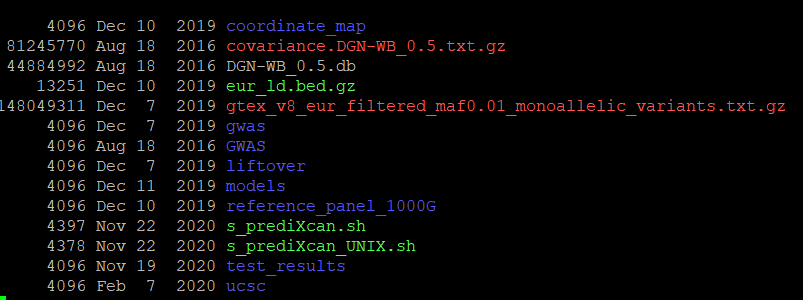 4096 Dec 10 2019 coordinate_map
81245770 Aug 18 2016 covariance.DGN-WB_0.5.txt.gz
44884992 Aug 18 2016 DGN-WB_0.5.db
13251 Dec 10 2019 eur_ld.bed.gz
148049311 Dec 7 2019 gtex_v8_eur_filtered_maf0.01_monoallelic_variants.txt.gz
4096 Dec 7 2019 gwas
4096 Aug 18 2016 GWAS
4096 Dec 7 2019 liftover
4096 Dec 11 2019 models
4096 Dec 10 2019 reference_panel_1000G
4397 Nov 22 2020 s_prediXcan.sh
4378 Nov 22 2020 s_prediXcan_UNIX.sh
4096 Nov 19 2020 test_results
4096 Feb 7 2020 ucsc